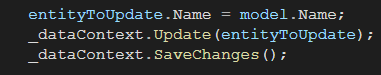 entityToUpdate.Name = model.Name;
_dataContext.Update(entityToUpdate);
_dataContext.SaveChanges();